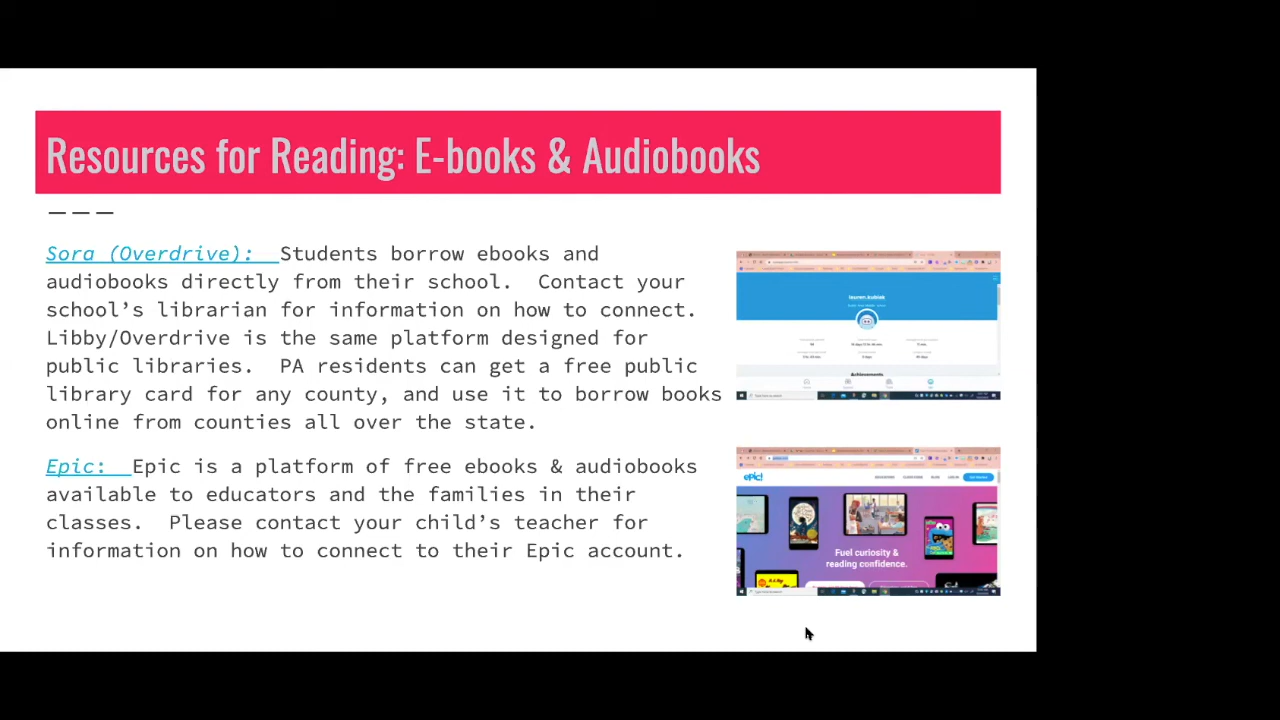 Resources for Reading: E-books & Audiobooks
Sora (Overdrive): Students borrow ebooks and
audiobooks directly from their school. Contact your
school's librarian for information on how to connect.
Libby/Overdrive is the same platform designed for
public libraries. PA residents can get a free public
library card for any county, and use it to borrow books
online from counties all over the state.
Epic: Epic is a platform of free ebooks & audiobooks
available to educators and the families in their
classes. Please contact your child's teacher for
information on how to connect to their Epic account.
Achievements
epic!
Fuel curiosity &
reading confidence.